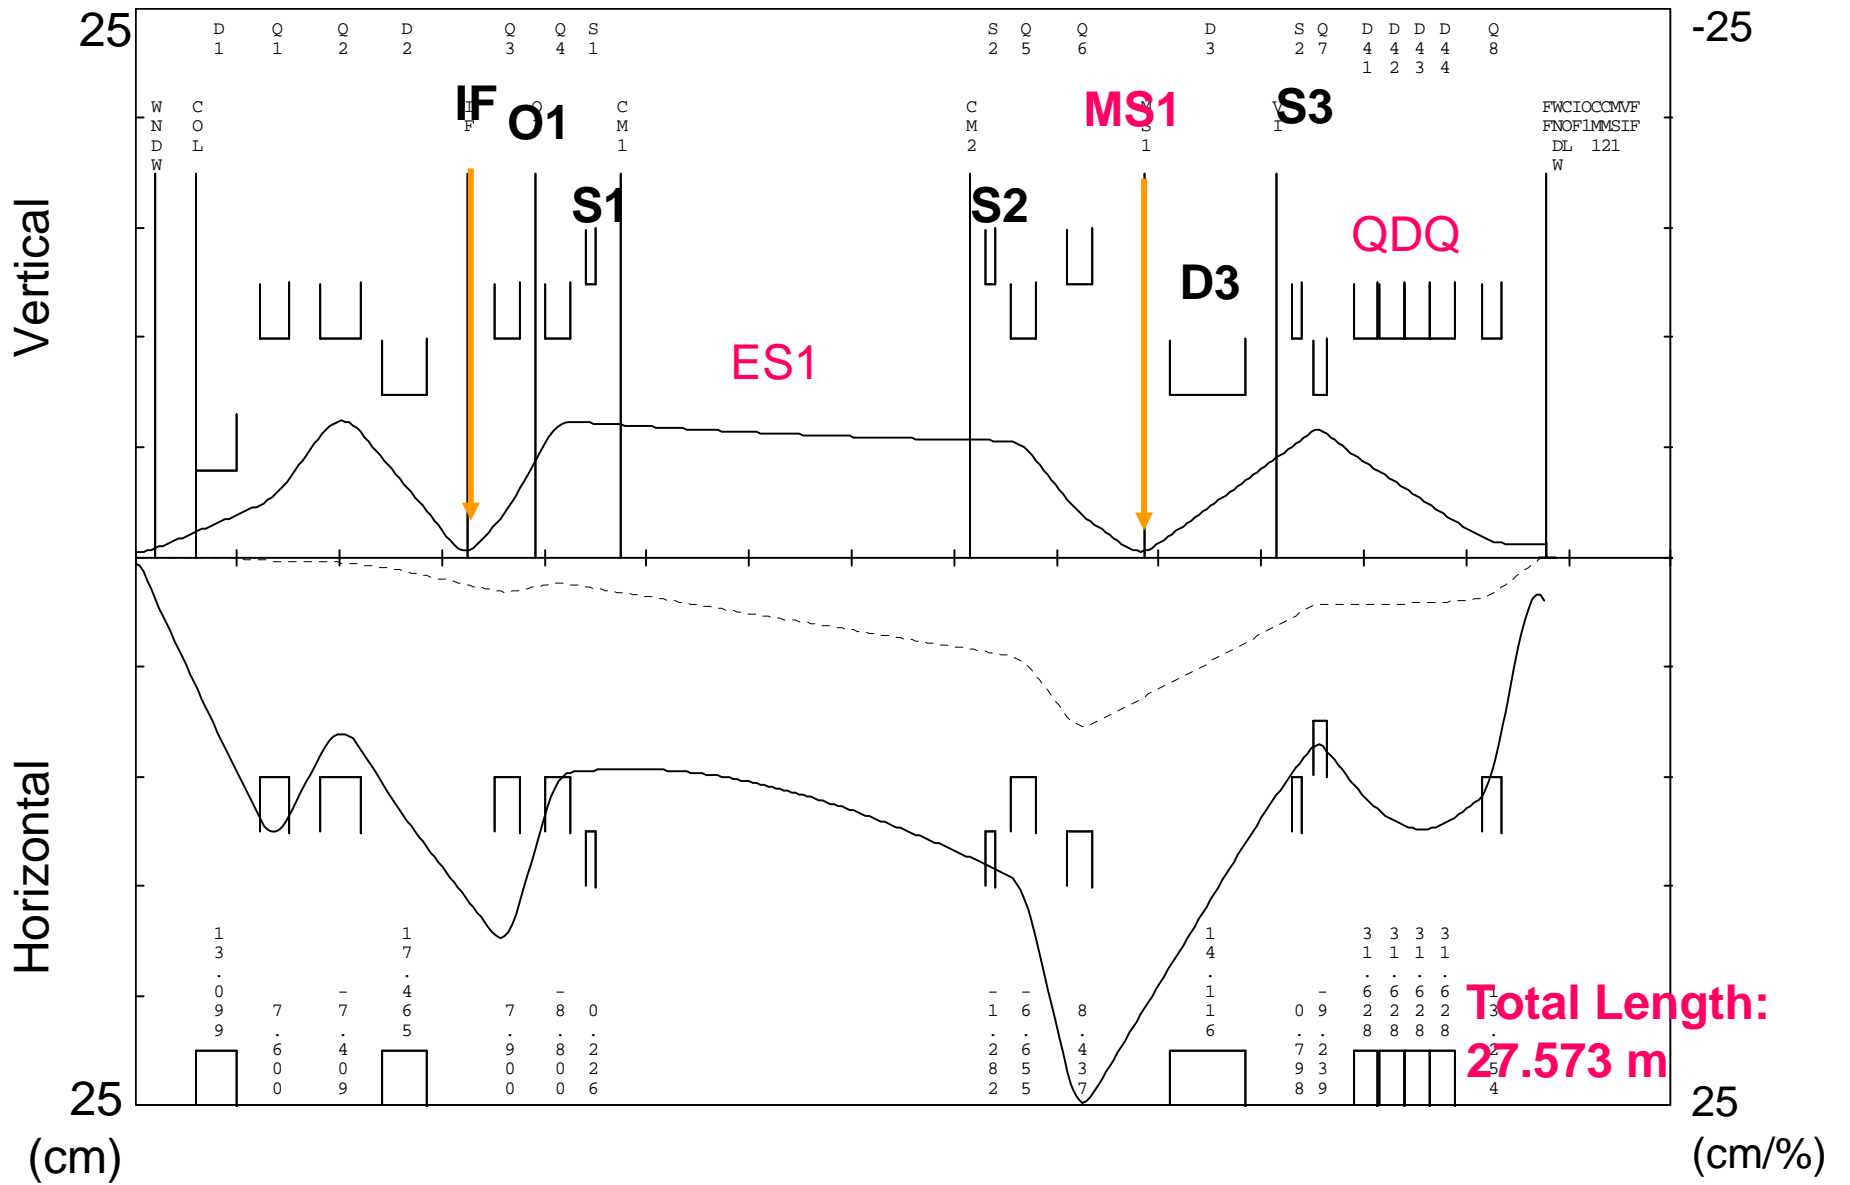 25
-25
D1
Q1
Q2
D2
Q3
Q4
S1
S2
Q5
Q6
D3
S2
Q7
D41
D42
D43
D44
Q8
WNDW
COL
IF
IF
O1
CM1
CM2
MS1
MS1
VI
S3
FWCIOCCMVF
FNOF1MMSIF
DL 121
W
S1
S2
D3
QDQ
ES1
Vertical
Horizontal
13.099
7.600
-7.409
17.465
7.900
-8.800
0.226
-1.282
-6.655
8.437
14.116
0.798
-9.239
31.628
31.628
31.628
31.628
Total Length:
27.573 m
25
(cm)
25
(cm/%)